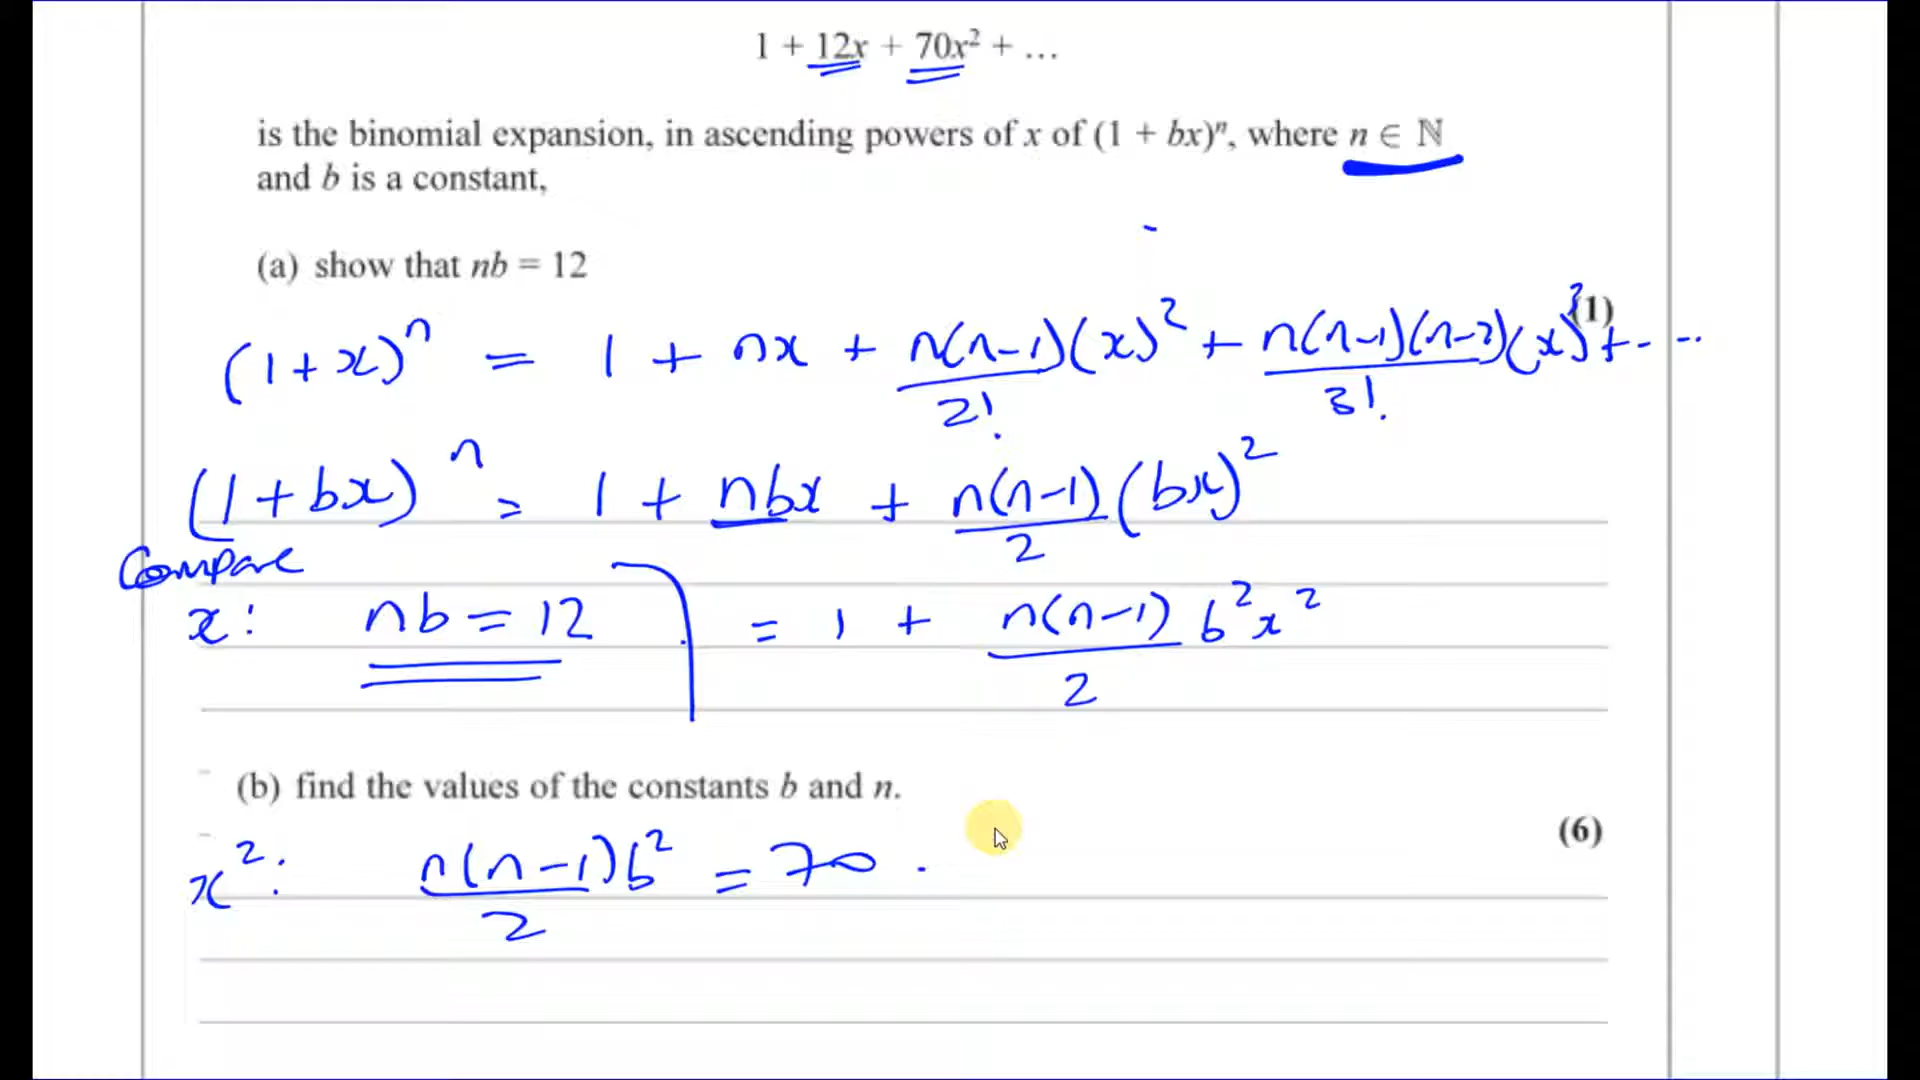 1 + 12x + 70x² + ...
is the binomial expansion, in ascending powers of x of (1 + bx)ⁿ, where n ∈ ℕ
and b is a constant,
(a) show that nb = 12
(1)
(1+x)ⁿ = 1 + nx + n(n-1)(x)²/2! + n(n-1)(n-2)(x)³/3! + ...
(1+bx)ⁿ = 1 + nbx + n(n-1)/2 (bx)²
Compare
x: nb = 12 = 1 + n(n-1)/2 b²x²
(b) find the values of the constants b and n.
(6)
x²: n(n-1)b²/2 = 70 .